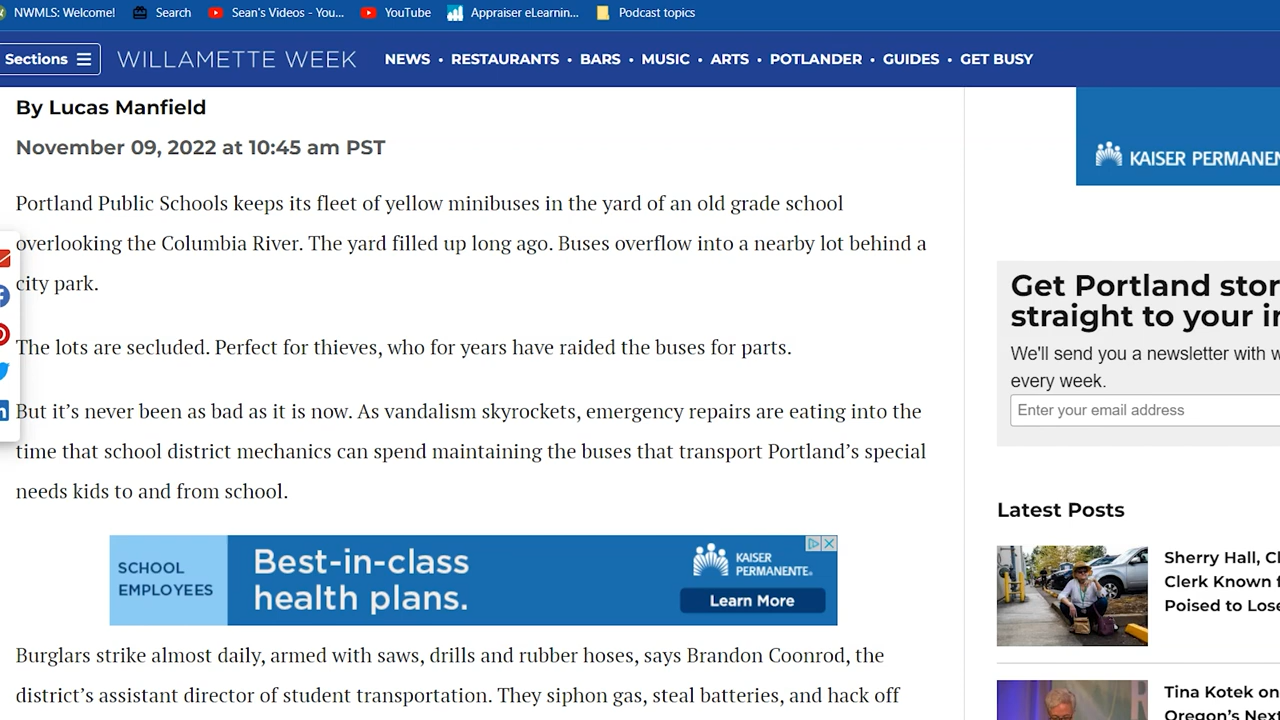 NWMLS: Welcome!
Search
Sean's Videos - You...
YouTube
Appraiser eLearnin...
Podcast topics
Sections
WILLAMETTE WEEK
NEWS • RESTAURANTS • BARS • MUSIC • ARTS • POTLANDER • GUIDES • GET BUSY
By Lucas Manfield
November 09, 2022 at 10:45 am PST
Portland Public Schools keeps its fleet of yellow minibuses in the yard of an old grade school
overlooking the Columbia River. The yard filled up long ago. Buses overflow into a nearby lot behind a
city park.
The lots are secluded. Perfect for thieves, who for years have raided the buses for parts.
But it’s never been as bad as it is now. As vandalism skyrockets, emergency repairs are eating into the
time that school district mechanics can spend maintaining the buses that transport Portland’s special
needs kids to and from school.
SCHOOL
EMPLOYEES
Best-in-class
health plans.
KAISER
PERMANENTE®
Learn More
Burglars strike almost daily, armed with saws, drills and rubber hoses, says Brandon Coonrod, the
district’s assistant director of student transportation. They siphon gas, steal batteries, and hack off
KAISER PERMANEN
Get Portland stor
straight to your in
We'll send you a newsletter with w
every week.
Enter your email address
Latest Posts
Sherry Hall, Cl
Clerk Known f
Poised to Lose
Tina Kotek on
Oregon’s Next